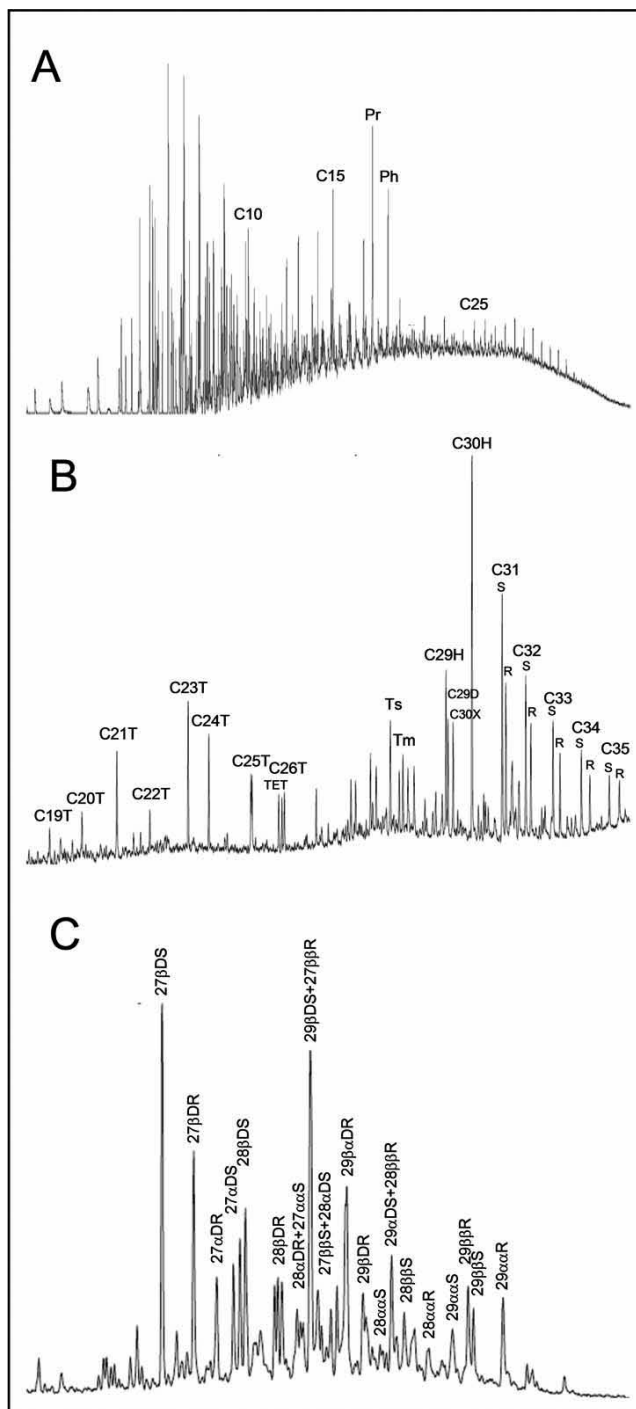 A
Pr
C15
Ph
C10
C25
B
C30H
C31
S
C29H
R
C32
S
C23T
C29D
C30X
C24T
Ts
R
C33
S
C21T
Tm
R
C34
S
C25T
C26T
TET
R
C35
S
R
C22T
C20T
C19T
C
27βDS
29βDS+27ββR
27βDR
27αDS
28βDS
29βαDR
27αDR
28βDR
28αDR+27ααS
27ββS+28αDS
29αDS+28ββR
29βDR
28ααS
28ββS
28ααR
29ααS
29ββR
29ββS
29ααR